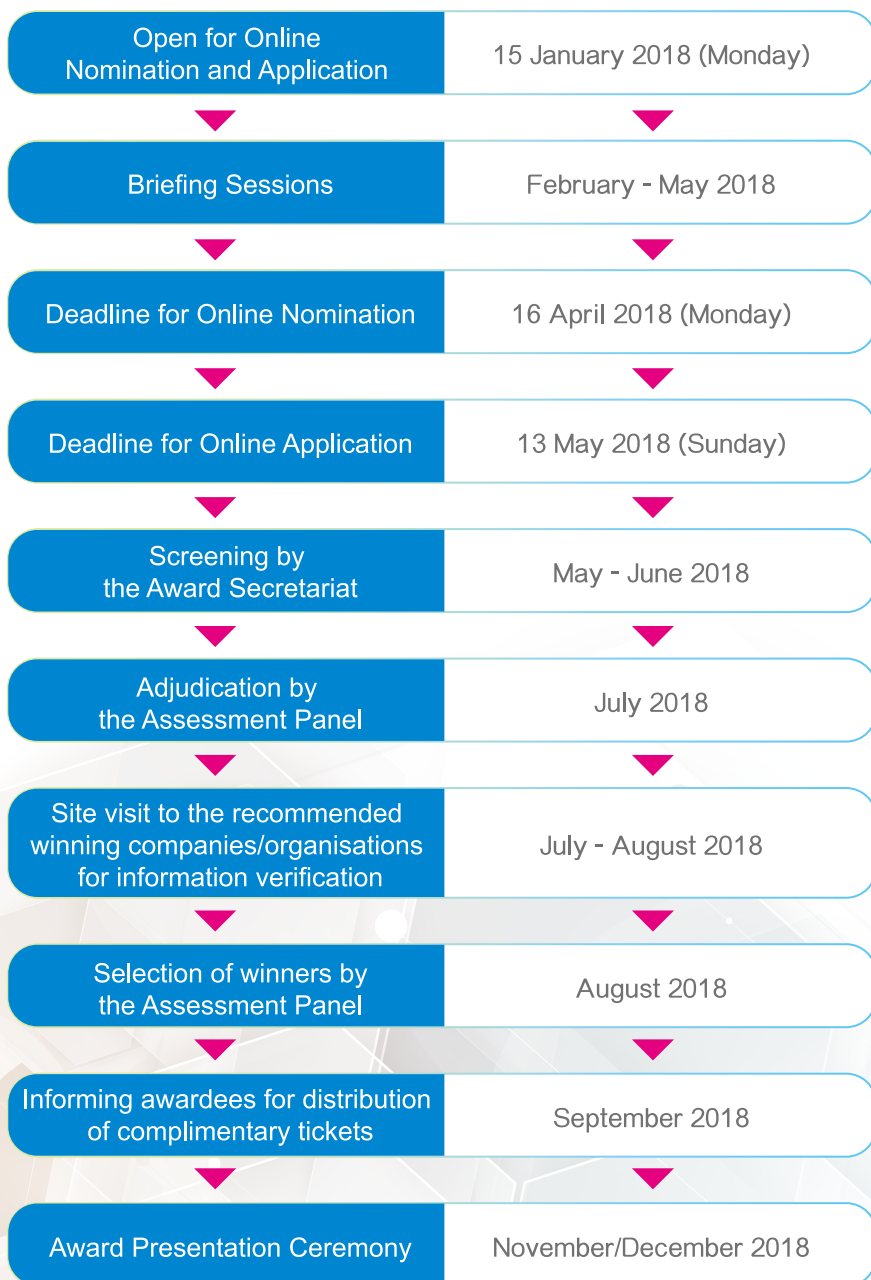 Open for Online
Nomination and Application
15 January 2018 (Monday)
Briefing Sessions
February - May 2018
Deadline for Online Nomination
16 April 2018 (Monday)
Deadline for Online Application
13 May 2018 (Sunday)
Screening by
the Award Secretariat
May - June 2018
Adjudication by
the Assessment Panel
July 2018
Site visit to the recommended
winning companies/organisations
for information verification
July - August 2018
Selection of winners by
the Assessment Panel
August 2018
Informing awardees for distribution
of complimentary tickets
September 2018
Award Presentation Ceremony
November/December 2018